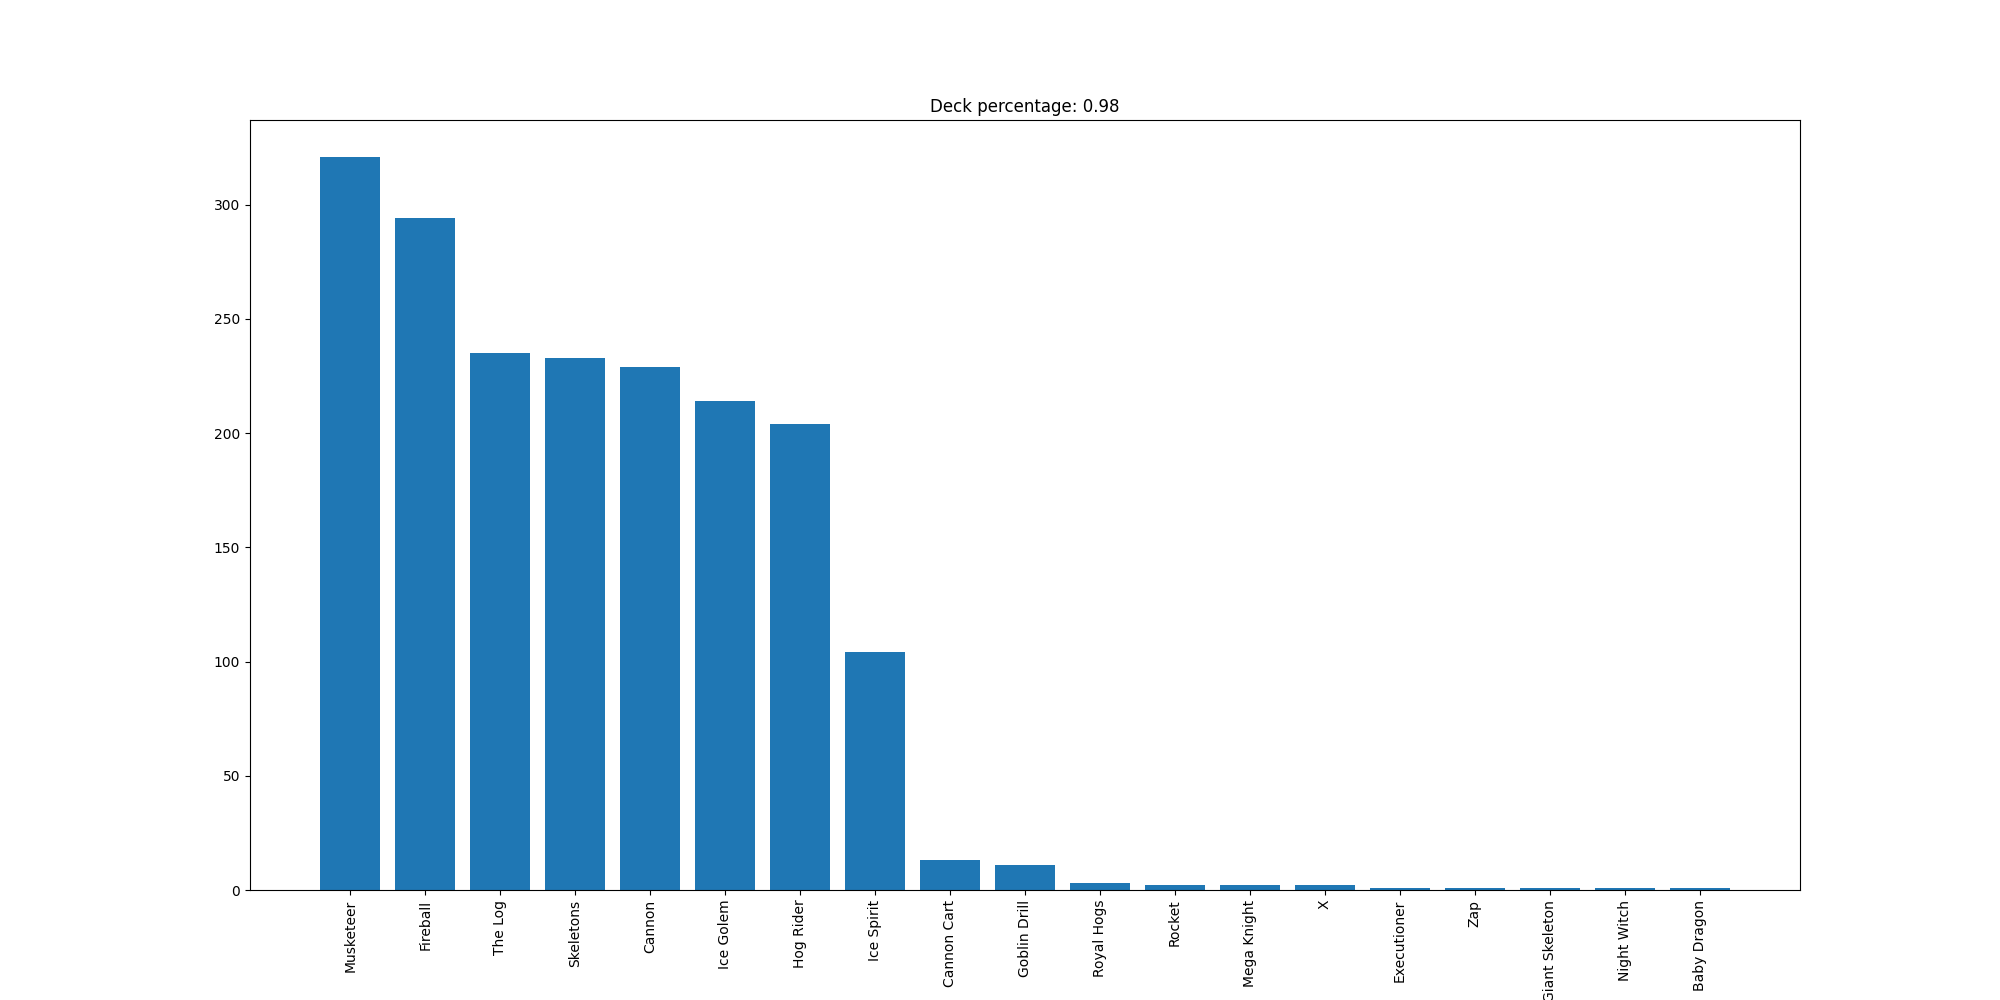 Deck percentage: 0.98
300
250
200
150
100
50
0
Musketeer
Fireball
The Log
Skeletons
Cannon
Ice Golem
Hog Rider
Ice Spirit
Cannon Cart
Goblin Drill
Royal Hogs
Rocket
Mega Knight
X
Executioner
Zap
Giant Skeleton
Night Witch
Baby Dragon